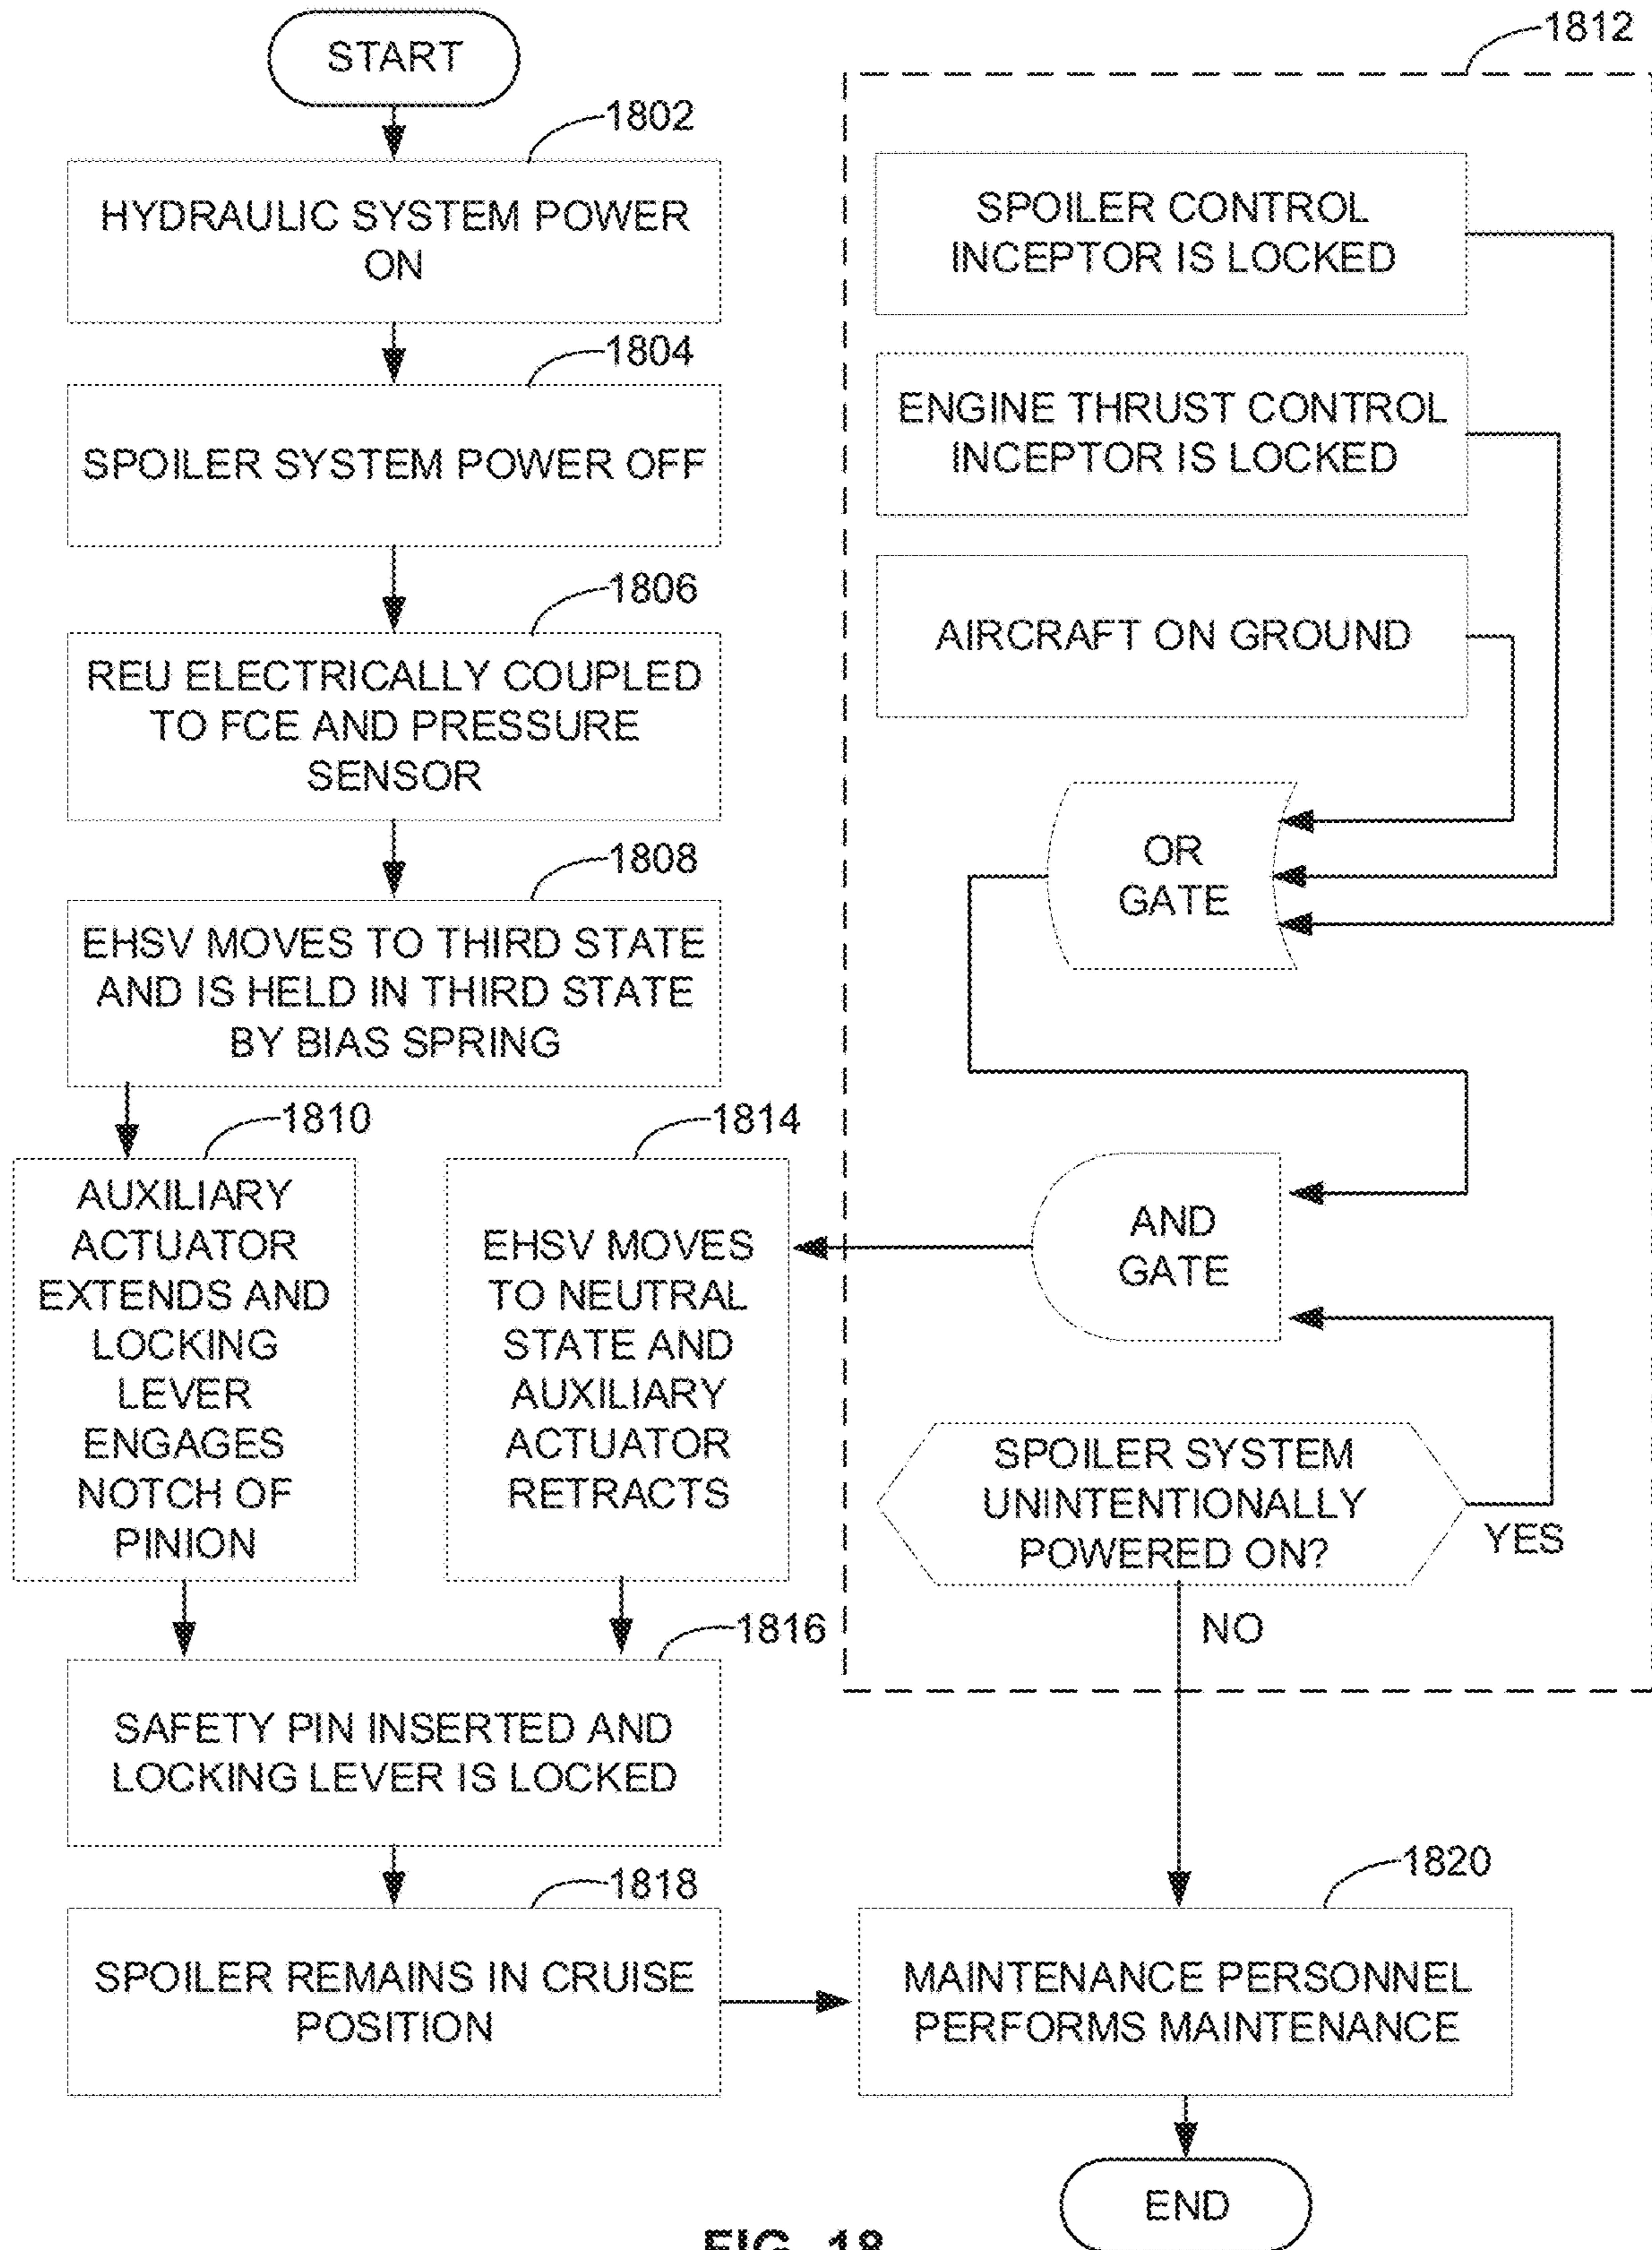 START
1802
HYDRAULIC SYSTEM POWER
ON
1804
SPOILER SYSTEM POWER OFF
1806
REU ELECTRICALLY COUPLED
TO FCE AND PRESSURE
SENSOR
1808
EHSV MOVES TO THIRD STATE
AND IS HELD IN THIRD STATE
BY BIAS SPRING
1810
AUXILIARY
ACTUATOR
EXTENDS AND
LOCKING
LEVER
ENGAGES
NOTCH OF
PINION
1814
EHSV MOVES
TO NEUTRAL
STATE AND
AUXILIARY
ACTUATOR
RETRACTS
1812
SPOILER CONTROL
INCEPTOR IS LOCKED
ENGINE THRUST CONTROL
INCEPTOR IS LOCKED
AIRCRAFT ON GROUND
OR
GATE
AND
GATE
SPOILER SYSTEM
UNINTENTIONALLY
POWERED ON?
YES
NO
1816
SAFETY PIN INSERTED AND
LOCKING LEVER IS LOCKED
1818
SPOILER REMAINS IN CRUISE
POSITION
1820
MAINTENANCE PERSONNEL
PERFORMS MAINTENANCE
END
FIG. 18